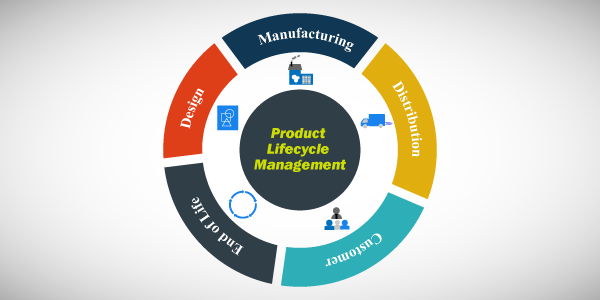 Manufacturing
Distribution
Customer
End of Life
Design
Product
Lifecycle
Management